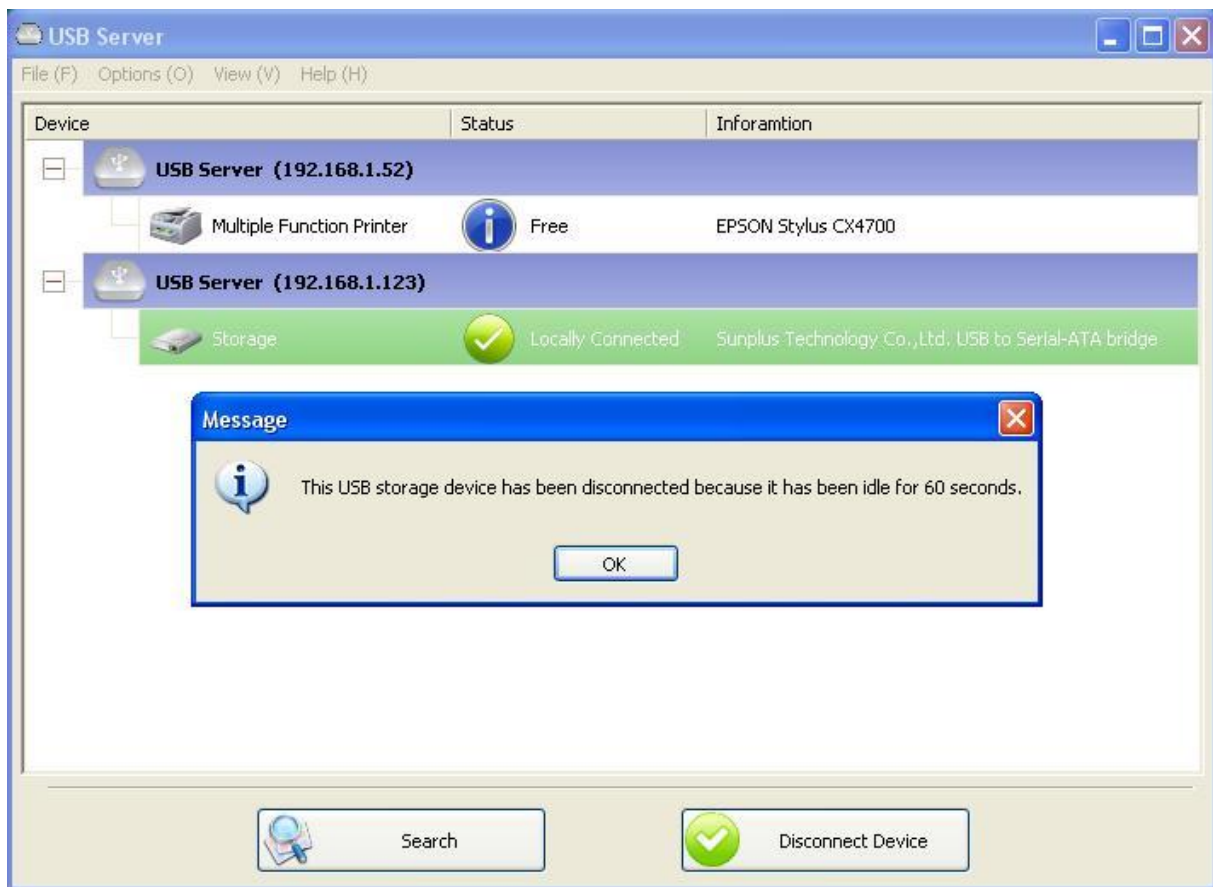 USB Server
File (F) Options (O) View (V) Help (H)
Device Status Inforamtion
USB Server (192.168.1.52)
Multiple Function Printer Free EPSON Stylus CX4700
USB Server (192.168.1.123)
Storage Locally Connected Sunplus Technology Co.,Ltd. USB to Serial-ATA bridge
Message
This USB storage device has been disconnected because it has been idle for 60 seconds.
OK
Search Disconnect Device